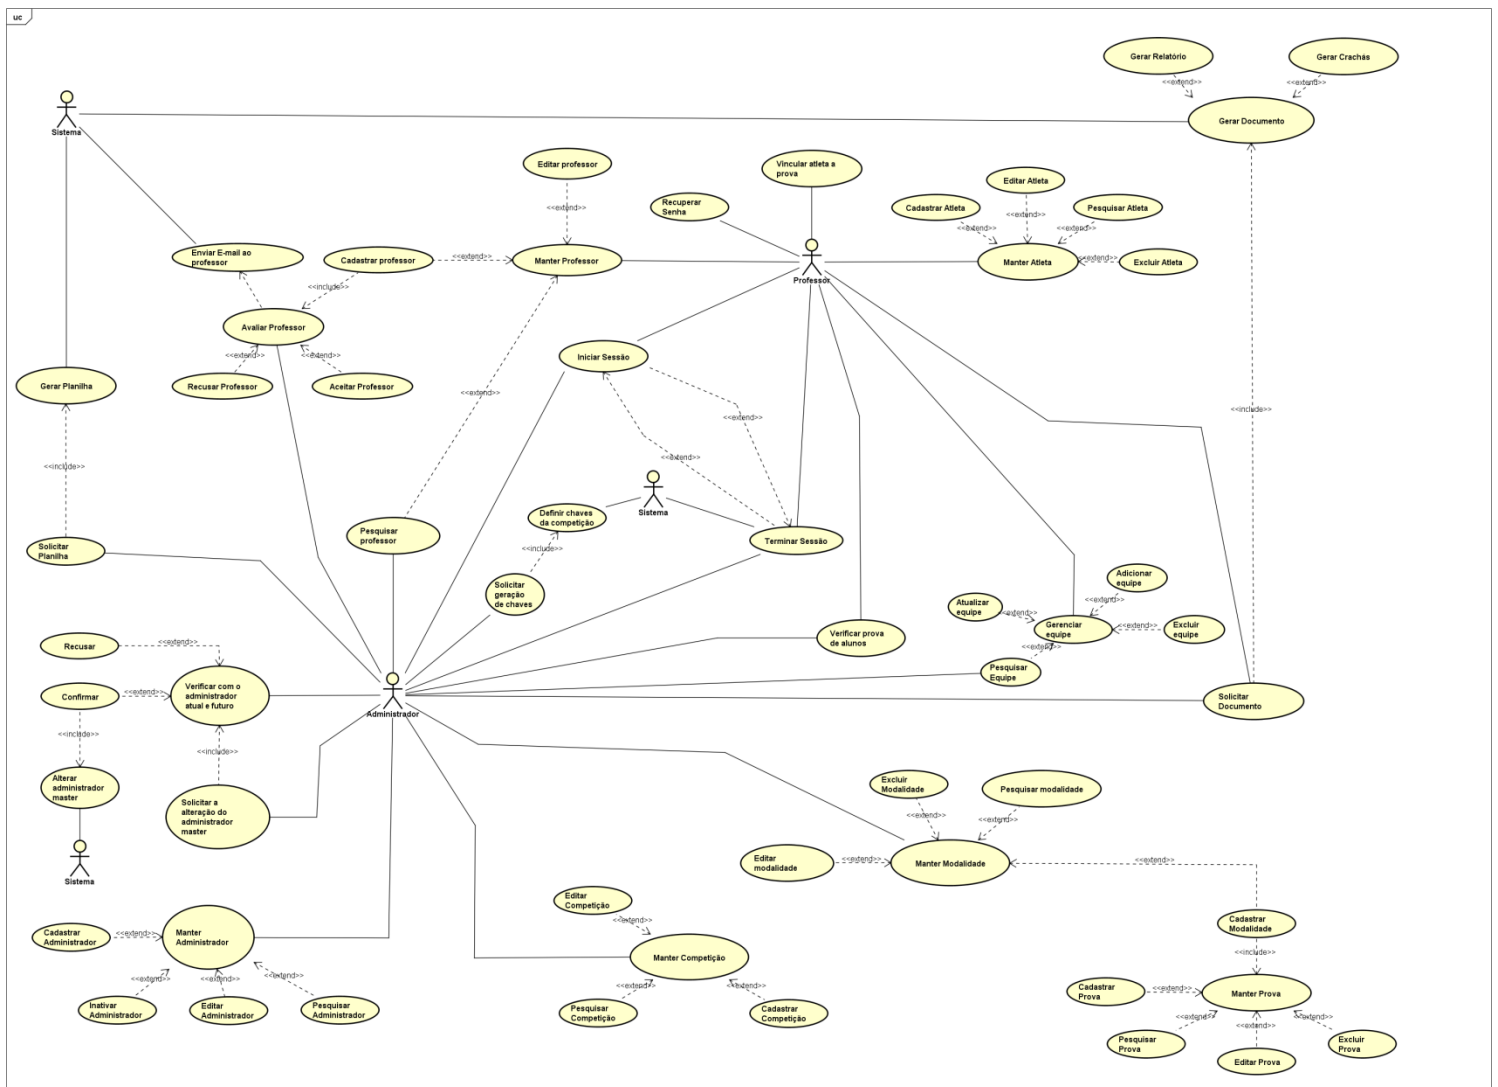 uc
Gerar Relatório
Gerar Crachás
<<extend>>
<<extend>>
Sistema
Gerar Documento
Editar professor
Vincular atleta a
prova
Recuperar
Senha
<<extend>>
Cadastrar Atleta
Editar Atleta
Pesquisar Atleta
<<extend>>
<<extend>>
<<extend>>
Enviar E-mail ao
professor
Cadastrar professor
<<extend>>
Manter Professor
Professor
Manter Atleta
<<extend>>
Excluir Atleta
<<include>>
Avaliar Professor
<<extend>>
<<extend>>
Recusar Professor
Aceitar Professor
Iniciar Sessão
Gerar Planilha
<<extend>>
<<extend>>
<<extend>>
<<include>>
<<include>>
Sistema
Definir chaves
da competição
<<include>>
Pesquisar
professor
Terminar Sessão
Solicitar
Planilha
Solicitar
geração
de chaves
Adicionar
equipe
<<extend>>
Atualizar
equipe
<<extend>>
Gerenciar
equipe
<<extend>>
Excluir
equipe
<<extend>>
Pesquisar
Equipe
Verificar prova
de alunos
Recusar
<<extend>>
Confirmar
<<extend>>
Verificar com o
administrador
atual e futuro
Administrador
Solicitar
Documento
<<include>>
<<include>>
Alterar
administrador
master
Solicitar a
alteração do
administrador
master
Sistema
Excluir
Modalidade
Pesquisar modalidade
<<extend>>
<<extend>>
Editar
modalidade
<<extend>>
Manter Modalidade
<<extend>>
Cadastrar
Administrador
<<extend>>
Manter
Administrador
<<extend>>
<<extend>>
<<extend>>
Inativar
Administrador
Editar
Administrador
Pesquisar
Administrador
Editar
Competição
<<extend>>
Manter Competição
<<extend>>
<<extend>>
Pesquisar
Competição
Cadastrar
Competição
Cadastrar
Modalidade
<<include>>
Cadastrar
Prova
<<extend>>
Manter Prova
<<extend>>
<<extend>>
<<extend>>
Pesquisar
Prova
Editar Prova
Excluir
Prova